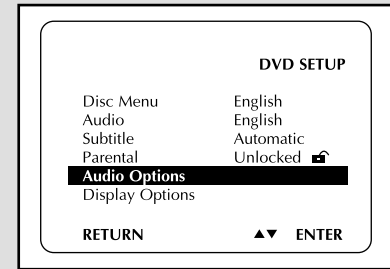 DVD SETUP
Disc Menu English
Audio English
Subtitle Automatic
Parental Unlocked
Audio Options
Display Options
RETURN ▲▼ ENTER